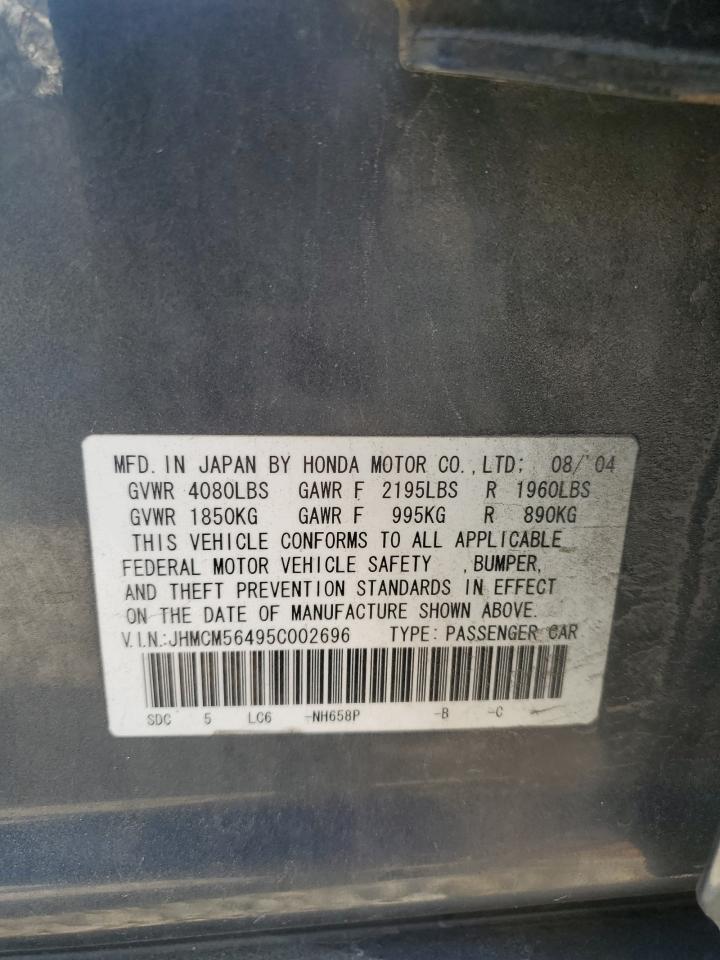 MFD. IN JAPAN BY HONDA MOTOR CO., LTD; 08/'04
GVWR 4080LBS GAWR F 2195LBS R 1960LBS
GVWR 1850KG GAWR F 995KG R 890KG
THIS VEHICLE CONFORMS TO ALL APPLICABLE
FEDERAL MOTOR VEHICLE SAFETY , BUMPER,
AND THEFT PREVENTION STANDARDS IN EFFECT
ON THE DATE OF MANUFACTURE SHOWN ABOVE.
V.I.N.:JHMCM56495C002696 TYPE: PASSENGER CAR
SDC 5 LC6 -NH658P -B -C -